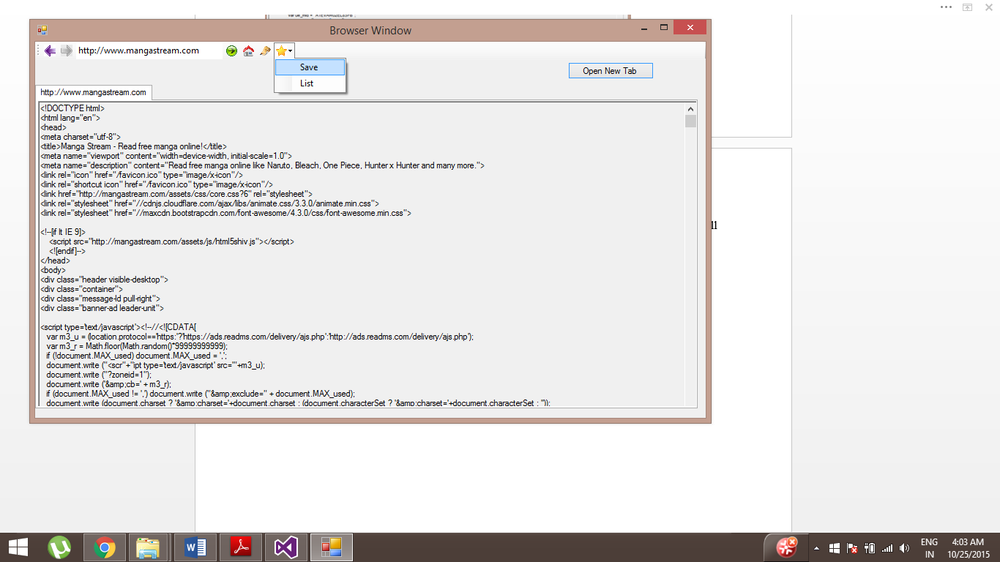 Browser Window
http://www.mangastream.com
Save
List
Open New Tab
http://www.mangastream.com
<!DOCTYPE html>
<html lang="en">
<head>
<meta charset="utf-8">
<title>Manga Stream - Read free manga online!</title>
<meta name="viewport" content="width=device-width, initial-scale=1.0">
<meta name="description" content="Read free manga online like Naruto, Bleach, One Piece, Hunter x Hunter and many more.">
<link rel="icon" href="/favicon.ico" type="image/x-icon"/>
<link rel="shortcut icon" href="/favicon.ico" type="image/x-icon"/>
<link href="http://mangastream.com/assets/css/core.css?6" rel="stylesheet">
<link rel="stylesheet" href="//cdnjs.cloudflare.com/ajax/libs/animate.css/3.3.0/animate.min.css">
<link rel="stylesheet" href="//maxcdn.bootstrapcdn.com/font-awesome/4.3.0/css/font-awesome.min.css">
<!--[if lt IE 9]>
<script src="http://mangastream.com/assets/js/html5shiv.js"></script>
<![endif]-->
</head>
<body>
<div class="header visible-desktop">
<div class="container">
<div class="message-ld pull-right">
<div class="banner-ad leader-unit">
<script type='text/javascript'><!--//<![CDATA[
var m3_u = (location.protocol=='https:'?'https://ads.readms.com/delivery/ajs.php':'http://ads.readms.com/delivery/ajs.php');
var m3_r = Math.floor(Math.random()*99999999999);
if (!document.MAX_used) document.MAX_used = ',';
document.write ("<scr"+"ipt type='text/javascript' src='"+m3_u);
document.write ("?zoneid=1");
document.write ('&amp;cb=' + m3_r);
if (document.MAX_used != ',') document.write ("&amp;exclude=" + document.MAX_used);
document.write (document.charset ? '&amp;charset='+document.charset : (document.characterSet ? '&amp;charset='+document.characterSet : ''));
ll
ENG
IN
4:03 AM
10/25/2015